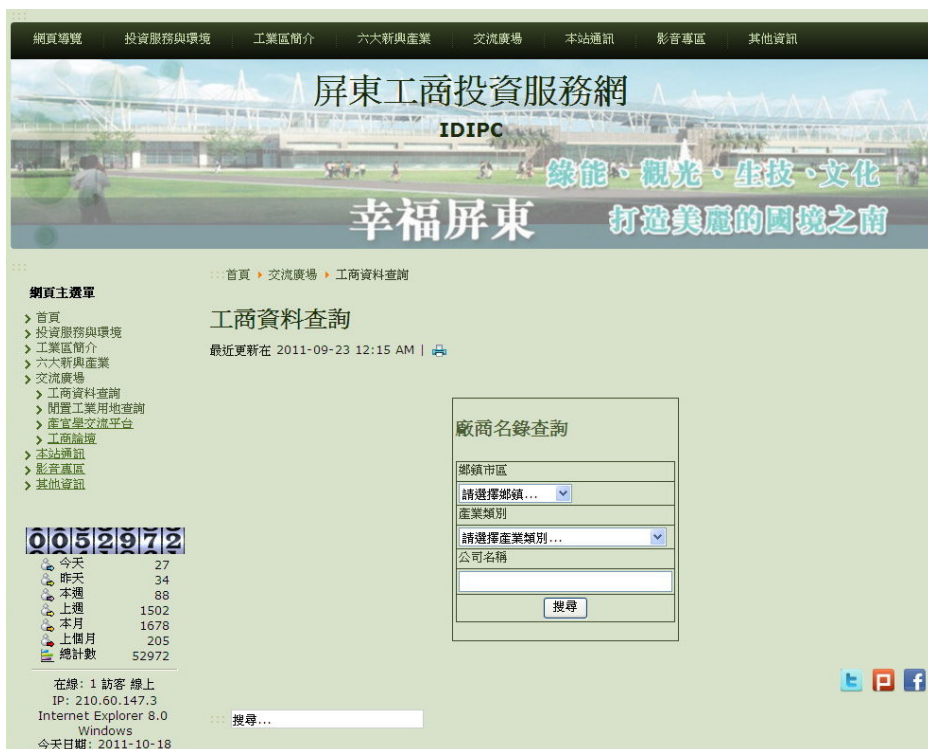 :::
網頁導覽 投資服務與環境 工業區簡介 六大新興產業 交流廣場 本站通訊 影音專區 其他資訊
屏東工商投資服務網
IDIPC
綠能、觀光、生技、文化
幸福屏東 打造美麗的國境之南
:::
網頁主選單
首頁
投資服務與環境
工業區簡介
六大新興產業
交流廣場
工商資料查詢
閒置工業用地查詢
產官學交流平台
工商論壇
本站通訊
影音專區
其他資訊
0052972
今天 27
昨天 34
本週 88
上週 1502
本月 1678
上個月 205
總計數 52972
在線: 1 訪客 線上
IP: 210.60.147.3
Internet Explorer 8.0
Windows
今天日期: 2011-10-18
:::首頁 交流廣場 工商資料查詢
工商資料查詢
最近更新在 2011-09-23 12:15 AM |
廠商名錄查詢
鄉鎮市區
請選擇鄉鎮...
產業類別
請選擇產業類別...
公司名稱
搜尋
::: 搜尋...